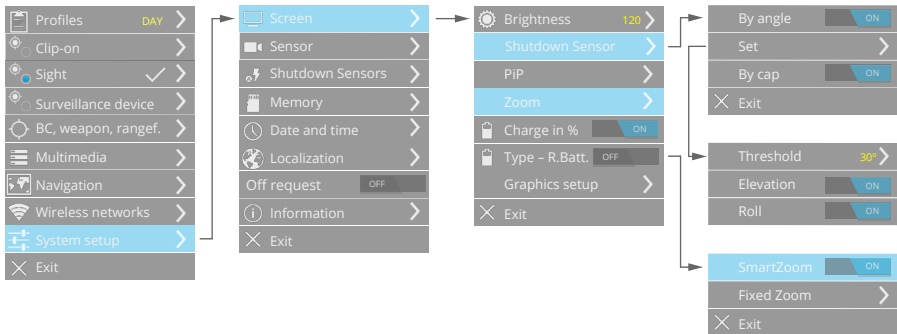 Profiles DAY
Clip-on
Sight
Surveillance device
BC, weapon, rangef.
Multimedia
Navigation
Wireless networks
System setup
Exit
Screen
Sensor
Shutdown Sensors
Memory
Date and time
Localization
Off request OFF
Information
Exit
Brightness 120
Shutdown Sensor
PiP
Zoom
Charge in % ON
Type – R.Batt. OFF
Graphics setup
Exit
By angle ON
Set
By cap ON
Exit
Threshold 30º
Elevation ON
Roll ON
SmartZoom ON
Fixed Zoom
Exit